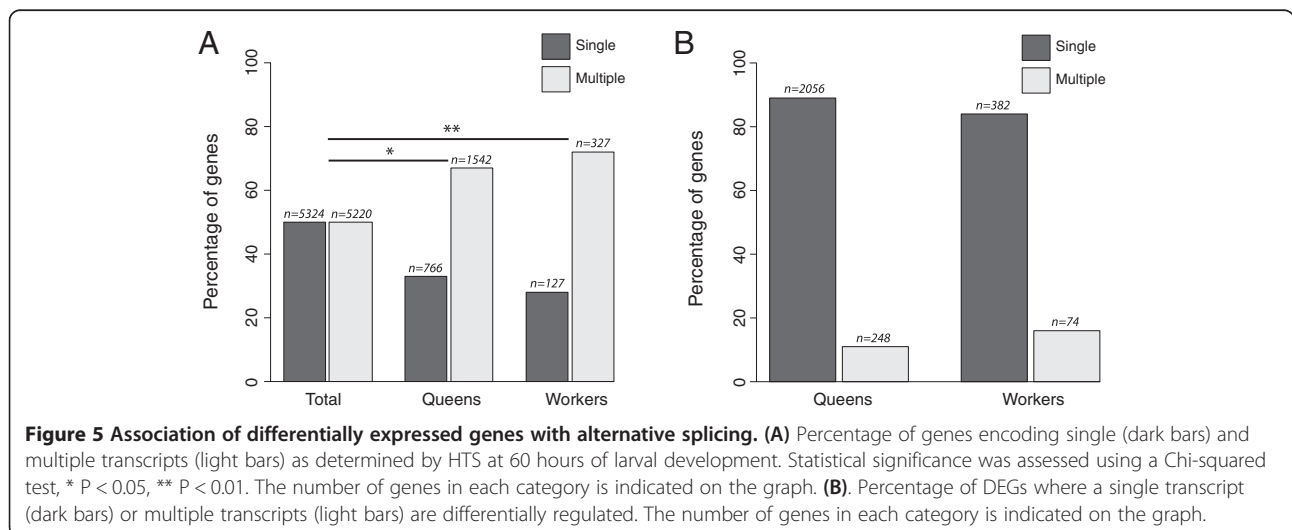 A
Single
Multiple
Percentage of genes
100
80
60
40
20
0
**
*
n=5324
n=5220
n=766
n=1542
n=127
n=327
Total
Queens
Workers
B
Single
Multiple
Percentage of genes
100
80
60
40
20
0
n=2056
n=248
n=382
n=74
Queens
Workers
Figure 5 Association of differentially expressed genes with alternative splicing. (A) Percentage of genes encoding single (dark bars) and
multiple transcripts (light bars) as determined by HTS at 60 hours of larval development. Statistical significance was assessed using a Chi-squared
test, * P < 0.05, ** P < 0.01. The number of genes in each category is indicated on the graph. (B). Percentage of DEGs where a single transcript
(dark bars) or multiple transcripts (light bars) are differentially regulated. The number of genes in each category is indicated on the graph.